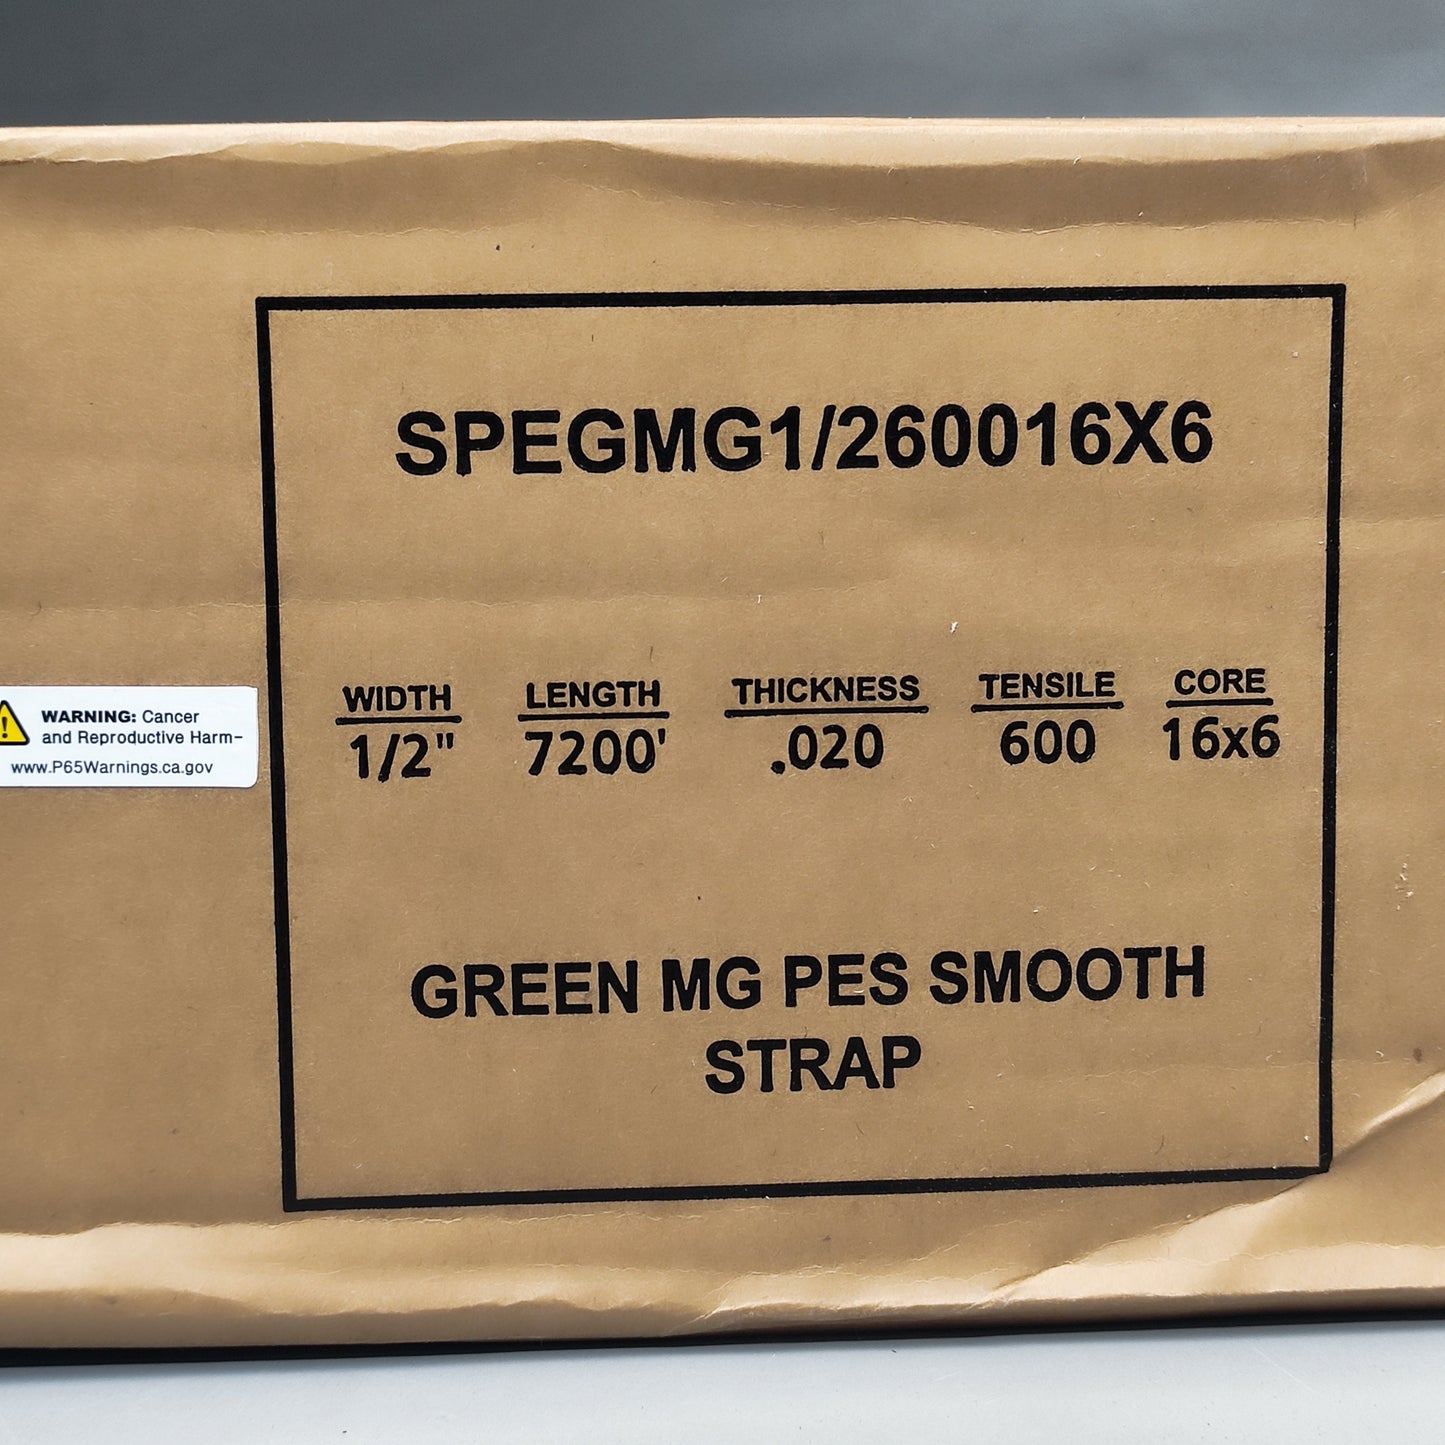 SPEGMG1/260016X6
WIDTH LENGTH THICKNESS TENSILE CORE
1/2" 7200' .020 600 16x6
WARNING: Cancer
and Reproductive Harm-
www.P65Warnings.ca.gov
GREEN MG PES SMOOTH
STRAP